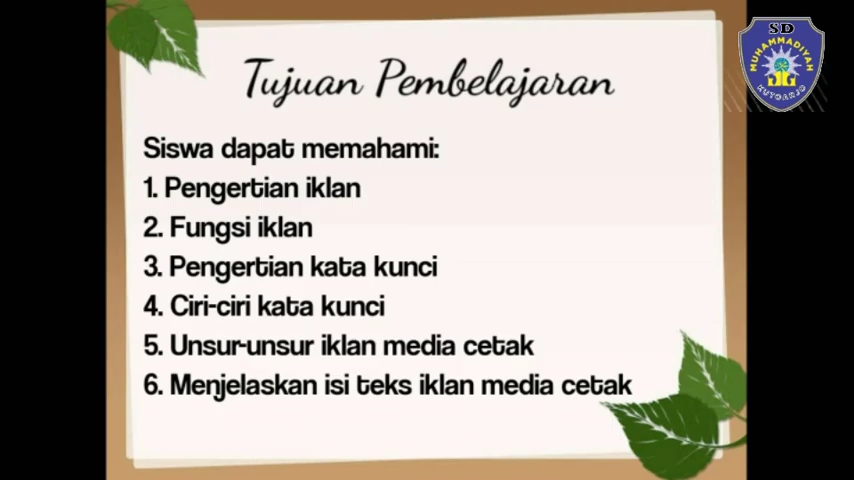 Tujuan Pembelajaran
Siswa dapat memahami:
1. Pengertian iklan
2. Fungsi iklan
3. Pengertian kata kunci
4. Ciri-ciri kata kunci
5. Unsur-unsur iklan media cetak
6. Menjelaskan isi teks iklan media cetak
SD
MUHAMMADIYAH
KUTOARJO